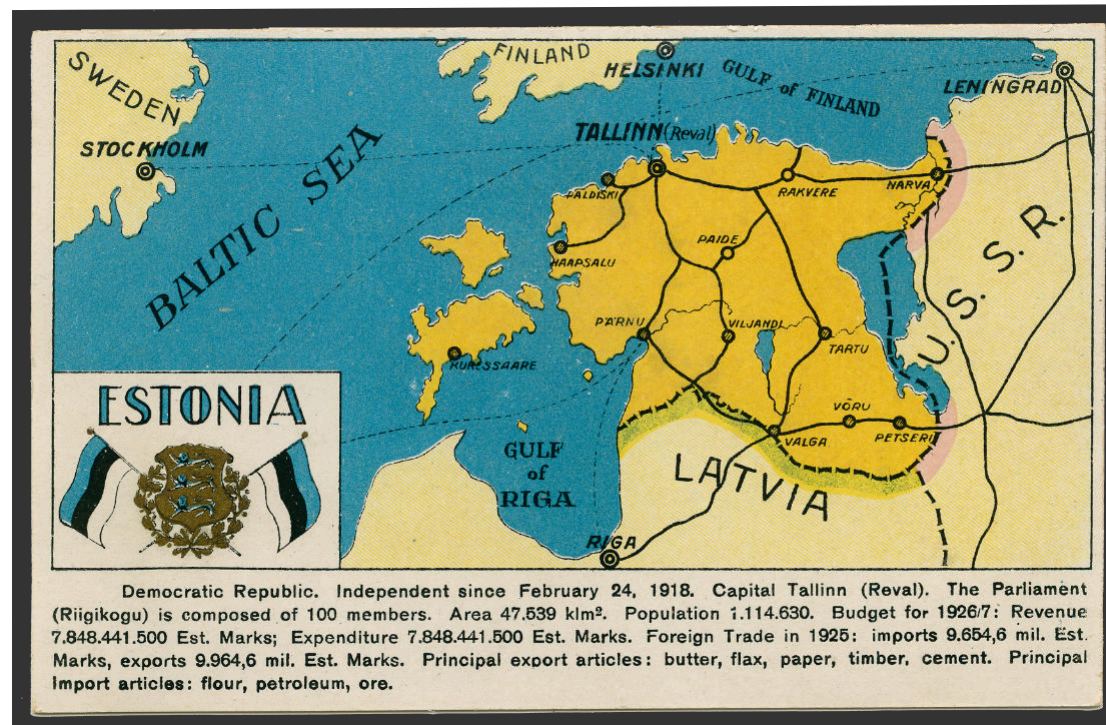 SWEDEN
FINLAND
HELSINKI
GULF
of FINLAND
LENINGRAD
STOCKHOLM
TALLINN (Reval)
BALTIC SEA
PALDISKI
RAKVERE
NARVA
HAAPSALU
PAIDE
U. S. S. R.
PÄRNU
VILJANDI
TARTU
KURESSAARE
VÕRU
PETSERI
VALGA
ESTONIA
GULF
of
RIGA
LATVIA
RIGA
Democratic Republic. Independent since February 24, 1918. Capital Tallinn (Reval). The Parliament
(Riigikogu) is composed of 100 members. Area 47.539 klm². Population 1.114.630. Budget for 1926/7: Revenue
7.848.441.500 Est. Marks; Expenditure 7.848.441.500 Est. Marks. Foreign Trade in 1925: imports 9.654,6 mil. Est.
Marks, exports 9.964,6 mil. Est. Marks. Principal export articles: butter, flax, paper, timber, cement. Principal
import articles: flour, petroleum, ore.